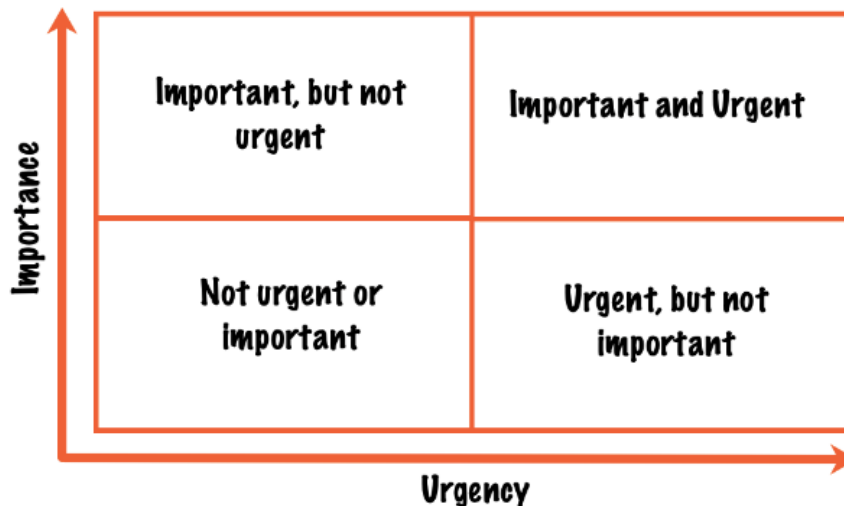 Important, but not
urgent
Important and Urgent
Importance
Not urgent or
important
Urgent, but not
important
Urgency